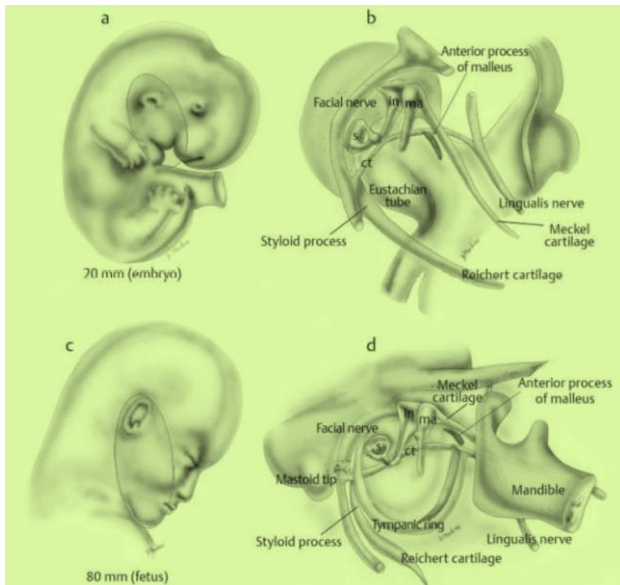 a
b
Anterior process
of malleus
Facial nerve
in
ma
s
ct
Eustachian
tube
Lingualis nerve
Styloid process
Meckel
cartilage
Reichert cartilage
20 mm (embryo)
c
d
Meckel
cartilage
Anterior process
of malleus
in
ma
Facial nerve
ct
Mastoid tip
Mandible
Tympanic ring
Styloid process
Lingualis nerve
Reichert cartilage
80 mm (fetus)